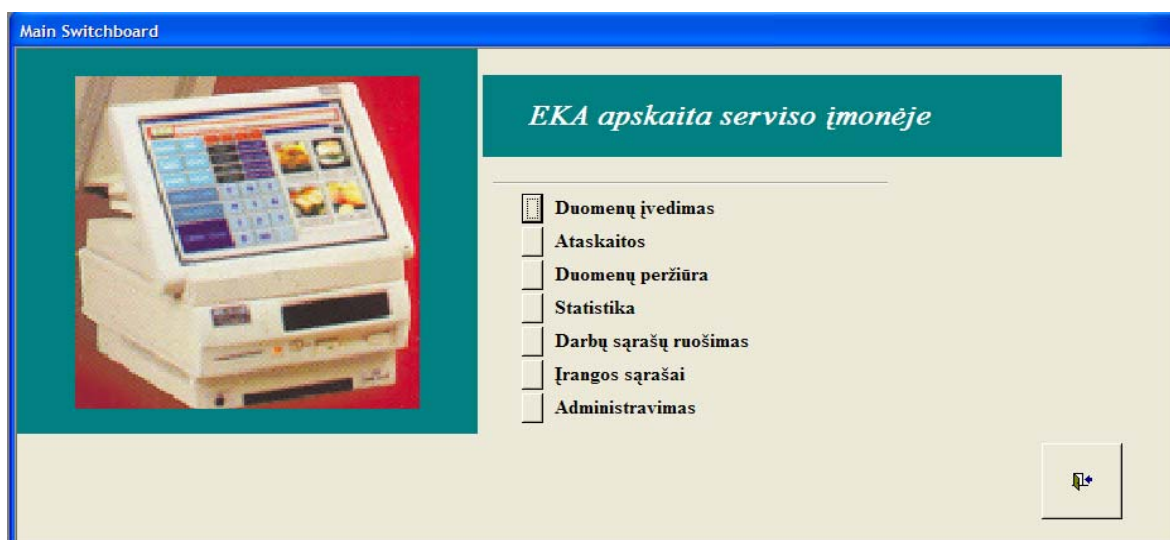 Main Switchboard
EKA apskaita serviso įmonėje
Duomenų įvedimas
Ataskaitos
Duomenų peržiūra
Statistika
Darbų sąrašų ruošimas
Įrangos sąrašai
Administravimas